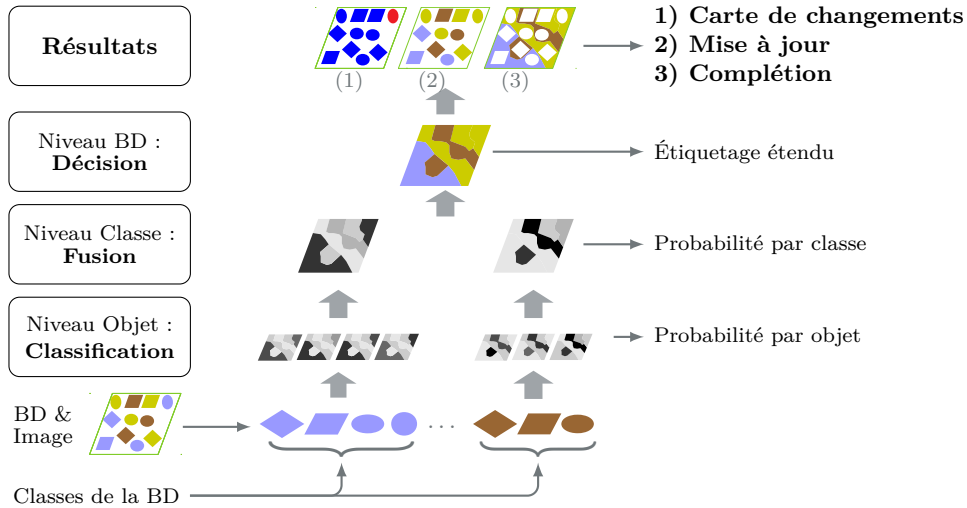 Résultats
(1)
(2)
(3)
1) Carte de changements
2) Mise à jour
3) Complétion
Niveau BD :
Décision
Étiquetage étendu
Niveau Classe :
Fusion
Probabilité par classe
Niveau Objet :
Classification
Probabilité par objet
BD &
Image
...
Classes de la BD